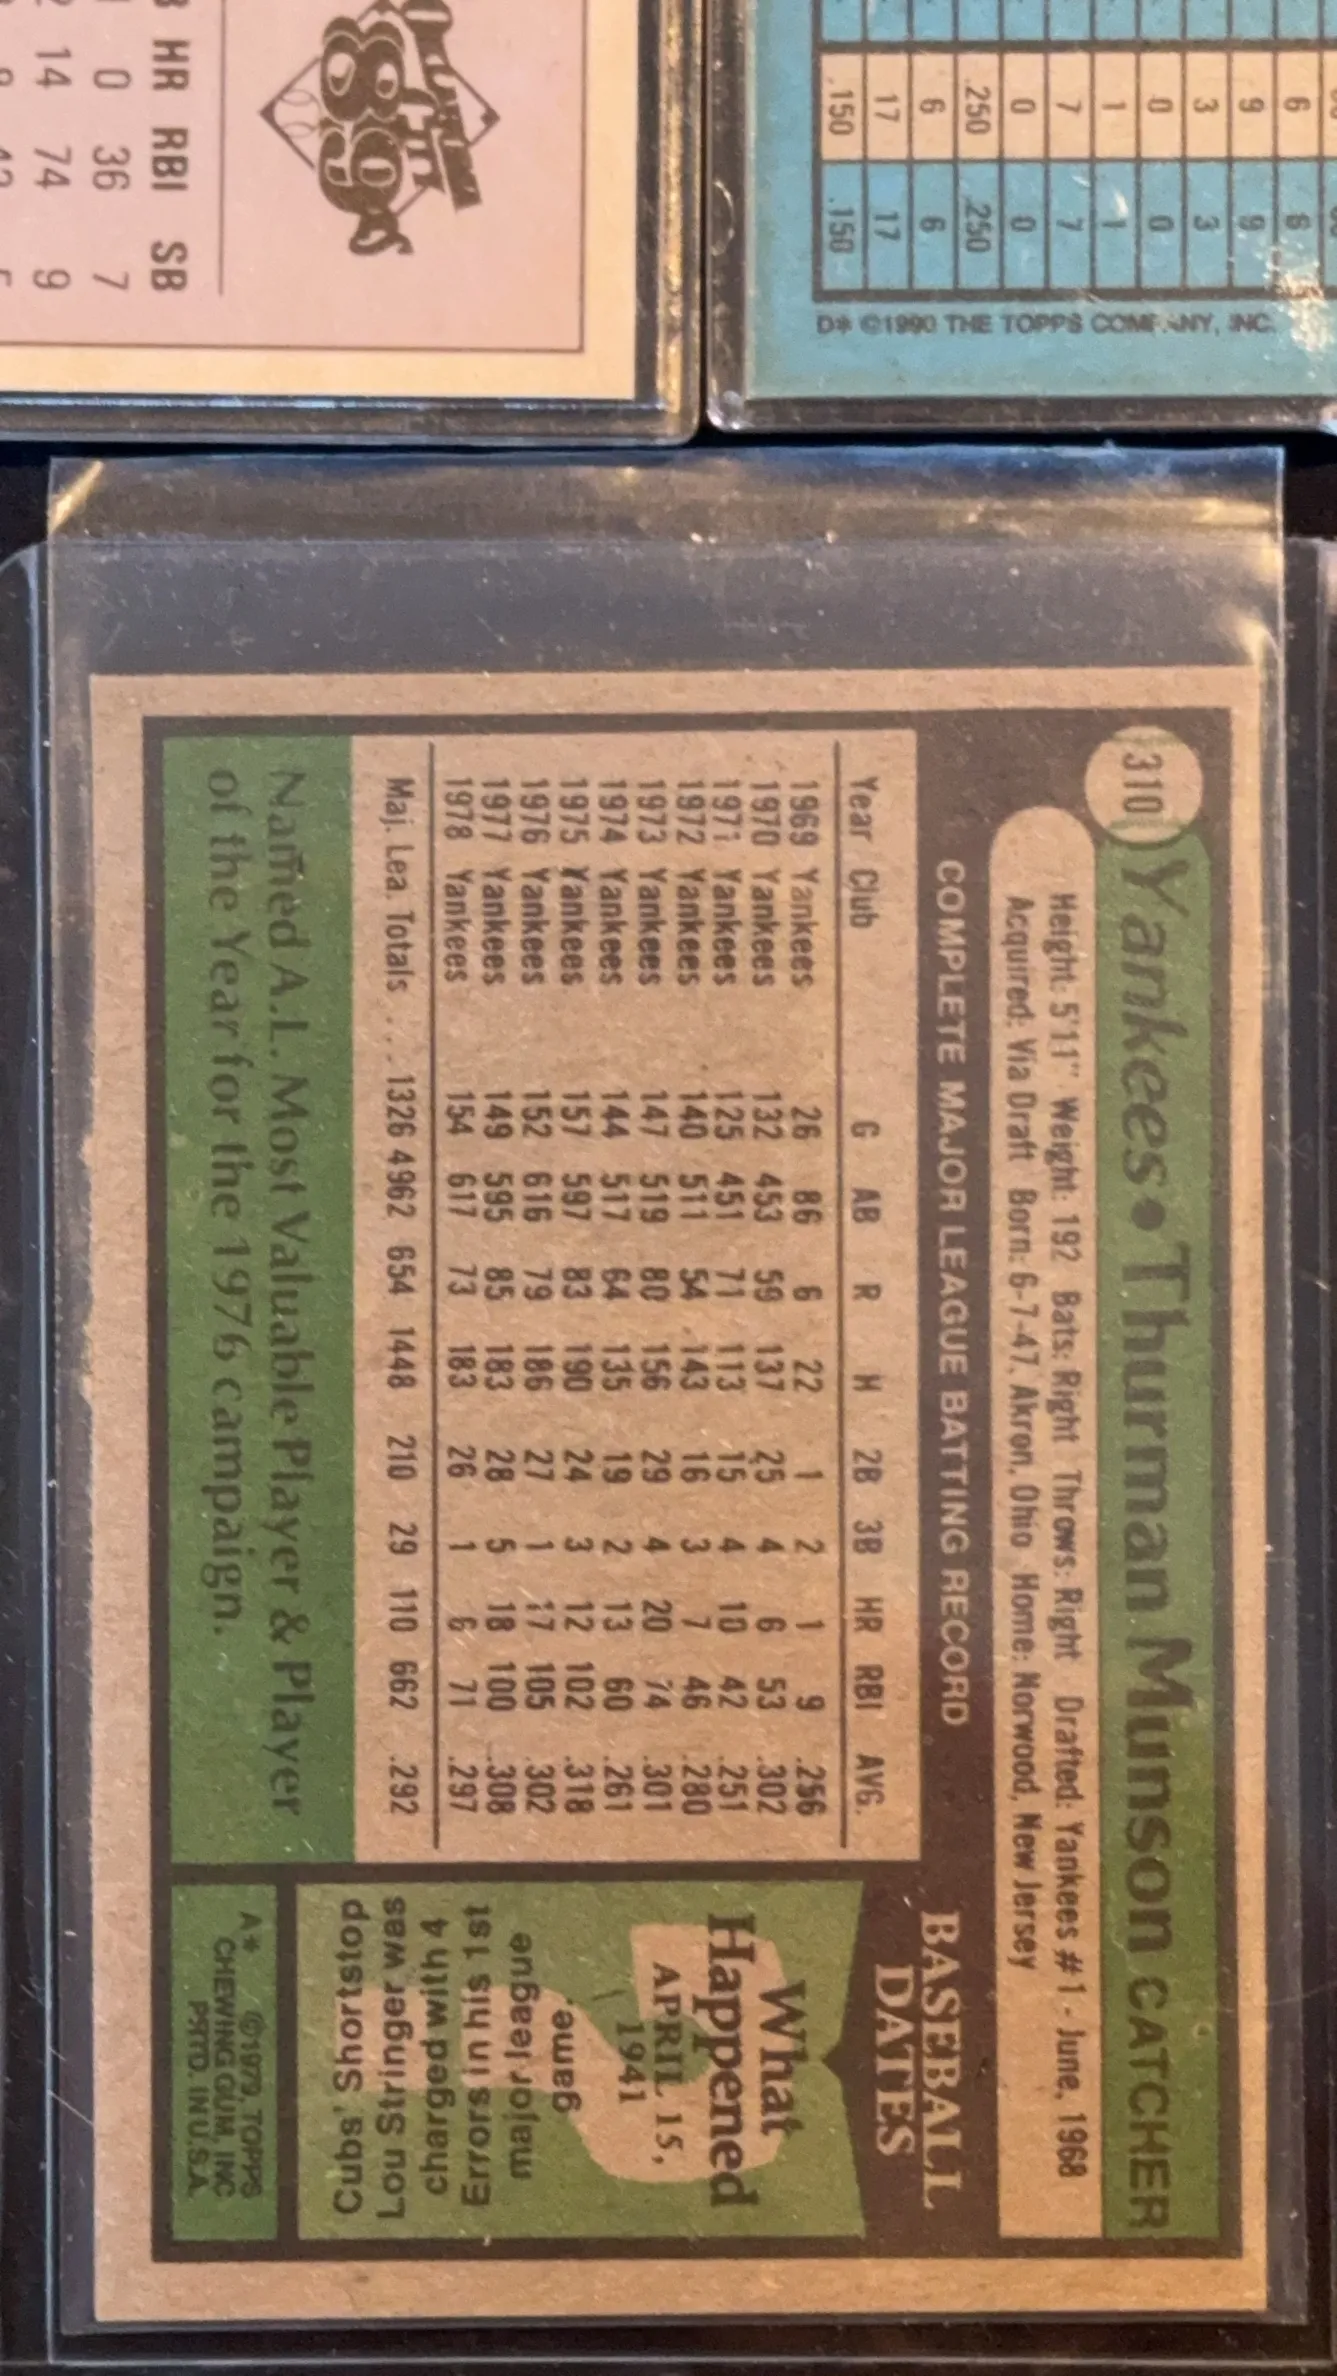 HR RBI SB
0 36 7
14 74 9
OKLAHOMA
CITY
89ers
6 6
9 9
3 3
0 0
1 1
7 7
0 0
.250 .250
6 6
17 17
.150 .150
D* ©1990 THE TOPPS COMPANY, INC.
310 Yankees • Thurman Munson CATCHER
Height: 5'11" Weight: 192 Bats: Right Throws: Right Drafted: Yankees #1 - June, 1968
Acquired: Via Draft Born: 6-7-47, Akron, Ohio Home: Norwood, New Jersey
COMPLETE MAJOR LEAGUE BATTING RECORD
Year Club G AB R H 2B 3B HR RBI AVG.
1969 Yankees 26 86 6 22 1 2 1 9 .256
1970 Yankees 132 453 59 137 25 4 6 53 .302
1971 Yankees 125 451 71 113 15 4 10 42 .251
1972 Yankees 140 511 54 143 16 3 7 46 .280
1973 Yankees 147 519 80 156 29 4 20 74 .301
1974 Yankees 144 517 64 135 19 2 13 60 .261
1975 Yankees 157 597 83 190 24 3 12 102 .318
1976 Yankees 152 616 79 186 27 1 17 105 .302
1977 Yankees 149 595 85 183 28 5 18 100 .308
1978 Yankees 154 617 73 183 26 1 6 71 .297
Maj. Lea. Totals . . . 1326 4962 654 1448 210 29 110 662 .292
Named A.L. Most Valuable Player & Player
of the Year for the 1976 campaign.
BASEBALL
DATES
What
Happened
APRIL 15,
1941
Cubs' Shortstop
Lou Stringer was
charged with 4
Errors in his 1st
major league
game.
A* ©1979, TOPPS
CHEWING GUM, INC
PRTD. IN U.S.A.